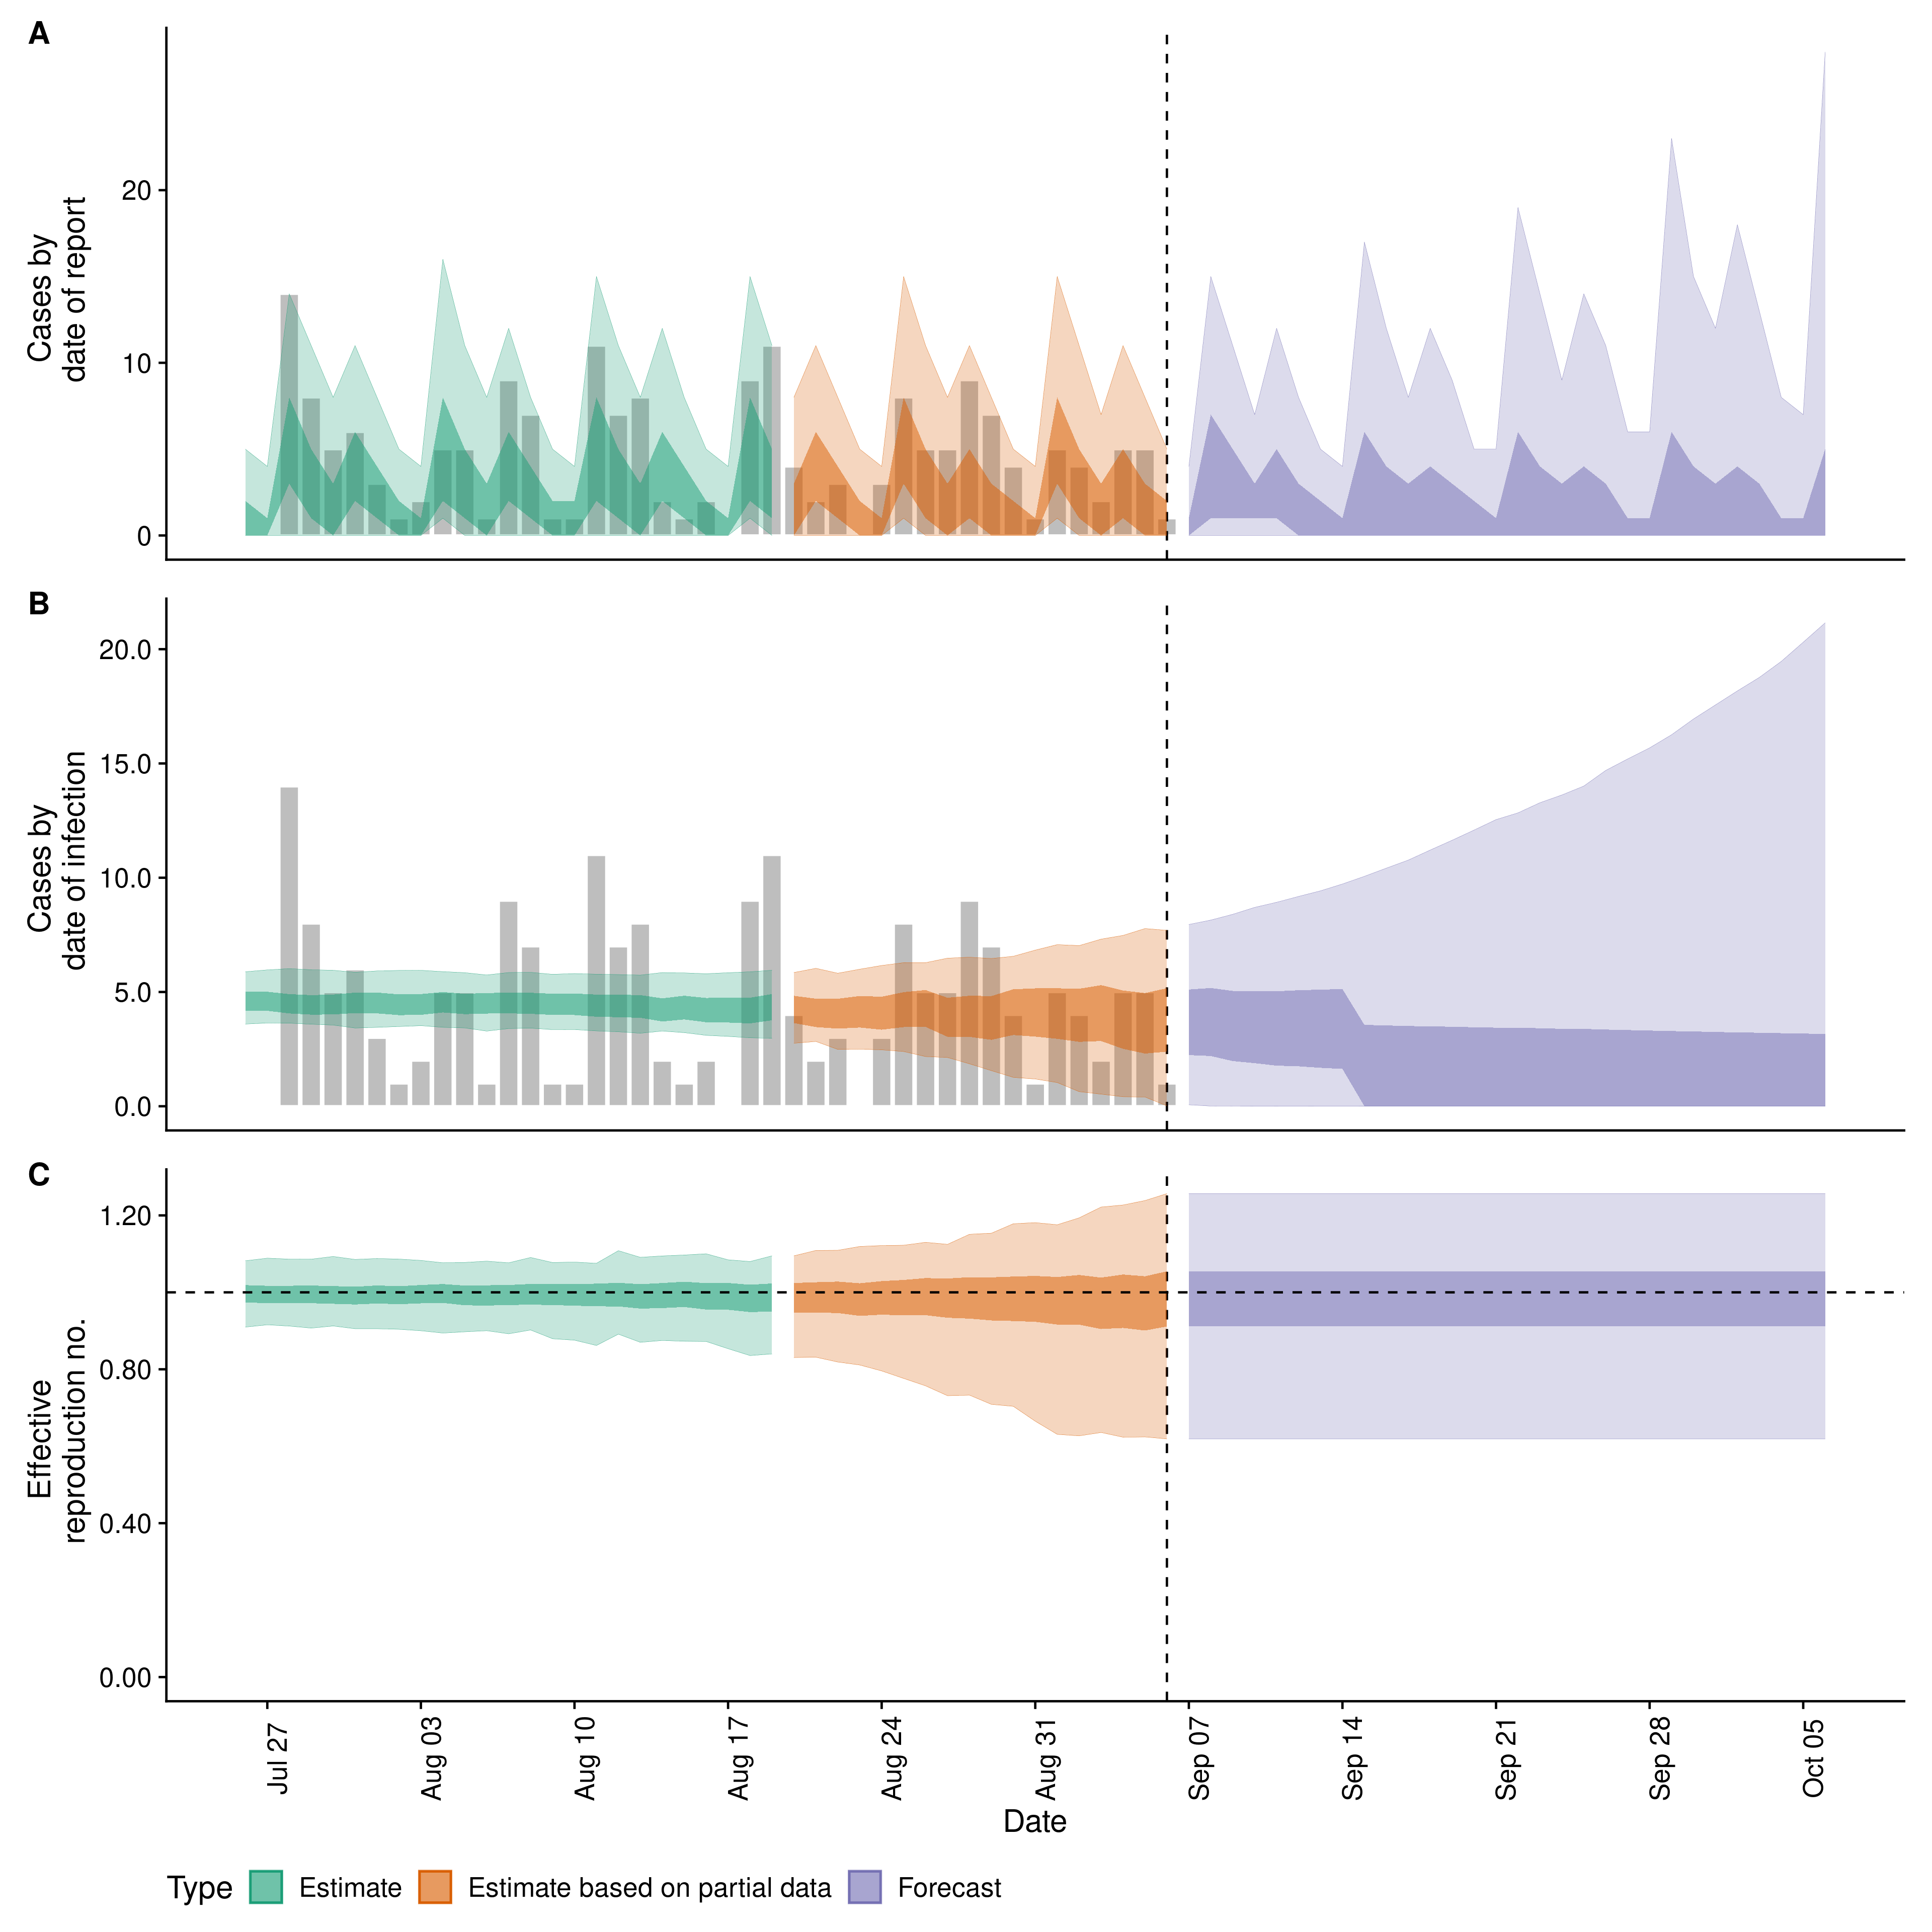 A
Cases by
date of report
20
10
0
B
Cases by
date of infection
20.0
15.0
10.0
5.0
0.0
C
Effective
reproduction no.
1.20
0.80
0.40
0.00
Jul 27
Aug 03
Aug 10
Aug 17
Aug 24
Aug 31
Sep 07
Sep 14
Sep 21
Sep 28
Oct 05
Date
Type Estimate Estimate based on partial data Forecast